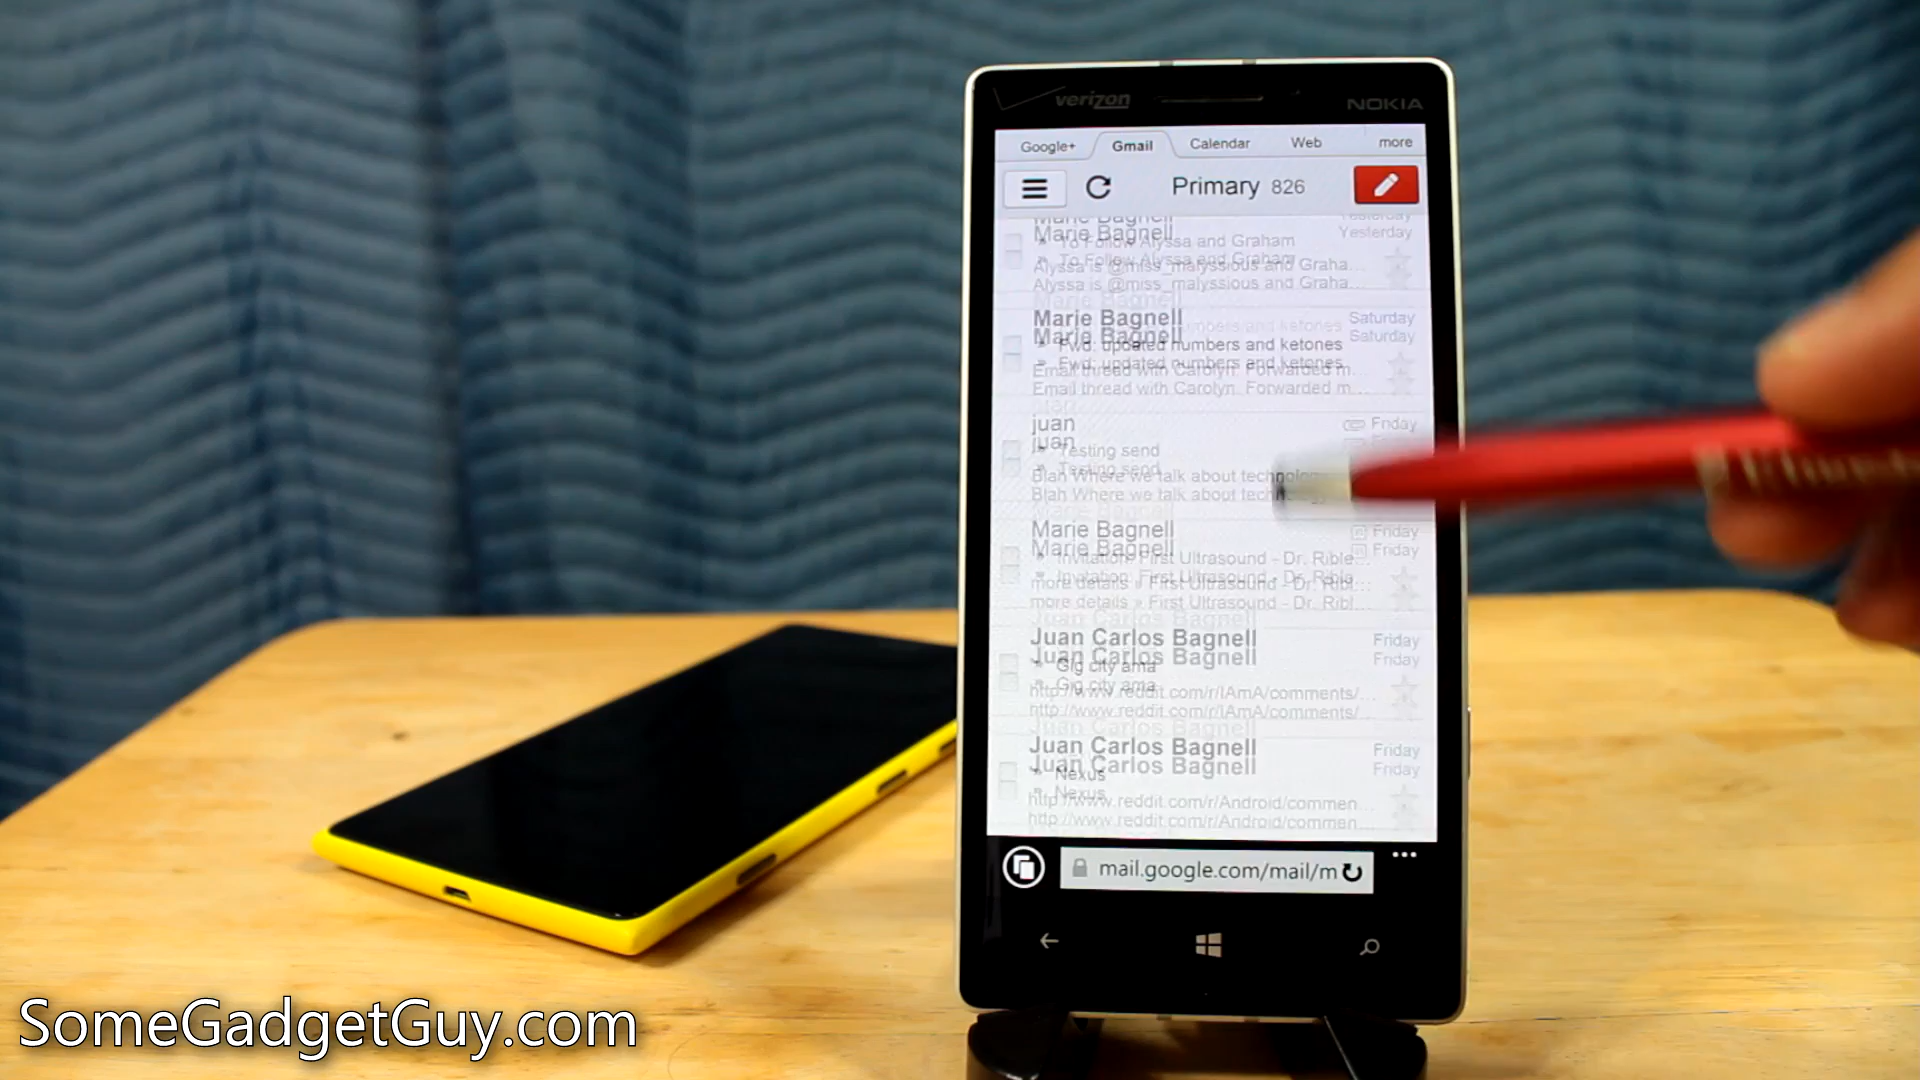 verizon
NOKIA
Google+ Gmail Calendar Web more
Primary 826
Marie Bagnell Yesterday
To Follow Alyssa and Graham
Alyssa is @miss_malyssious and Graha...
Marie Bagnell Saturday
Fwd: updated numbers and ketones
Email thread with Carolyn. Forwarded m...
juan Friday
Testing send
Blah Where we talk about technology
Marie Bagnell Friday
Invitation: First Ultrasound - Dr. Rible...
more details » First Ultrasound - Dr. Ribl...
Juan Carlos Bagnell Friday
Gig city ama
http://www.reddit.com/r/IAmA/comments/...
Juan Carlos Bagnell Friday
Nexus
http://www.reddit.com/r/Android/commen...
mail.google.com/mail/m
SomeGadgetGuy.com